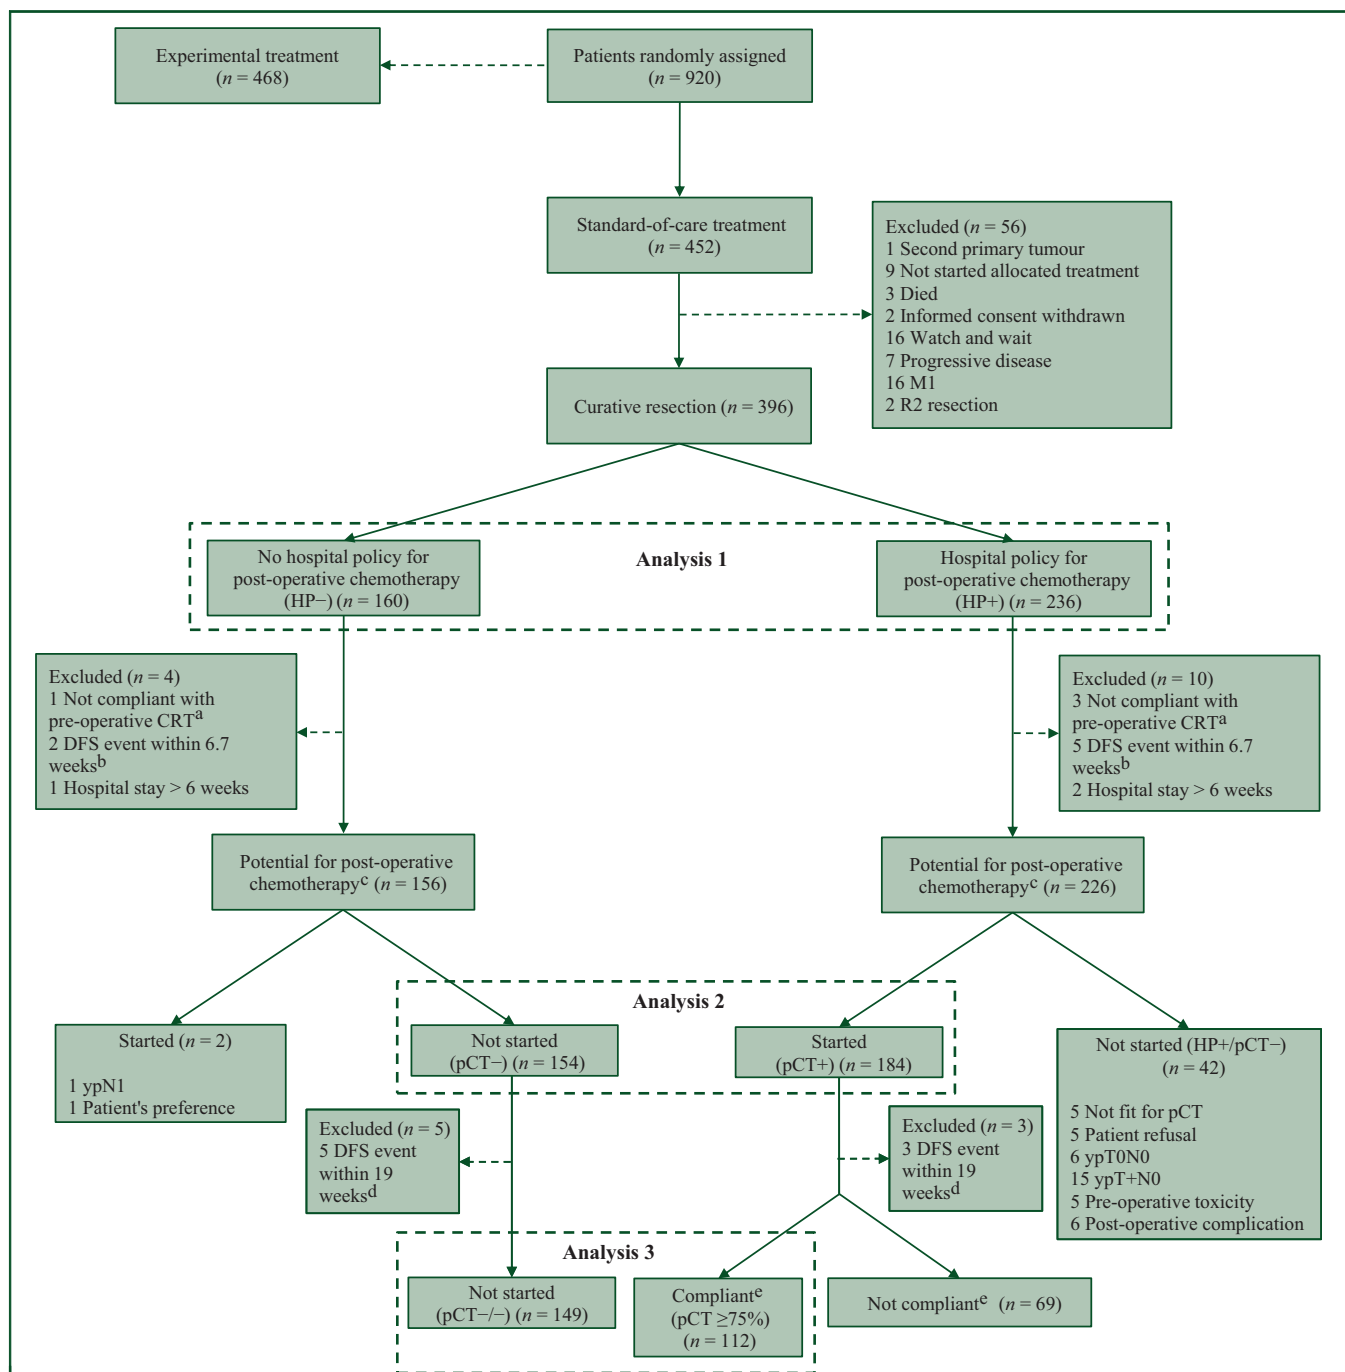 Experimental treatment
(n = 468)
Patients randomly assigned
(n = 920)
Standard-of-care treatment
(n = 452)
Excluded (n = 56)
1 Second primary tumour
9 Not started allocated treatment
3 Died
2 Informed consent withdrawn
16 Watch and wait
7 Progressive disease
16 M1
2 R2 resection
Curative resection (n = 396)
Analysis 1
No hospital policy for
post-operative chemotherapy
(HP−) (n = 160)
Hospital policy for
post-operative chemotherapy
(HP+) (n = 236)
Excluded (n = 4)
1 Not compliant with
pre-operative CRTa
2 DFS event within 6.7
weeksb
1 Hospital stay > 6 weeks
Excluded (n = 10)
3 Not compliant with
pre-operative CRTa
5 DFS event within 6.7
weeksb
2 Hospital stay > 6 weeks
Potential for post-operative
chemotherapyc (n = 156)
Potential for post-operative
chemotherapyc (n = 226)
Analysis 2
Started (n = 2)
1 ypN1
1 Patient's preference
Not started
(pCT−) (n = 154)
Started
(pCT+) (n = 184)
Not started (HP+/pCT−)
(n = 42)
5 Not fit for pCT
5 Patient refusal
6 ypT0N0
15 ypT+N0
5 Pre-operative toxicity
6 Post-operative complication
Excluded (n = 5)
5 DFS event
within 19
weeksd
Excluded (n = 3)
3 DFS event
within 19
weeksd
Analysis 3
Not started
(pCT−/−) (n = 149)
Compliante
(pCT ≥75%)
(n = 112)
Not compliante (n = 69)